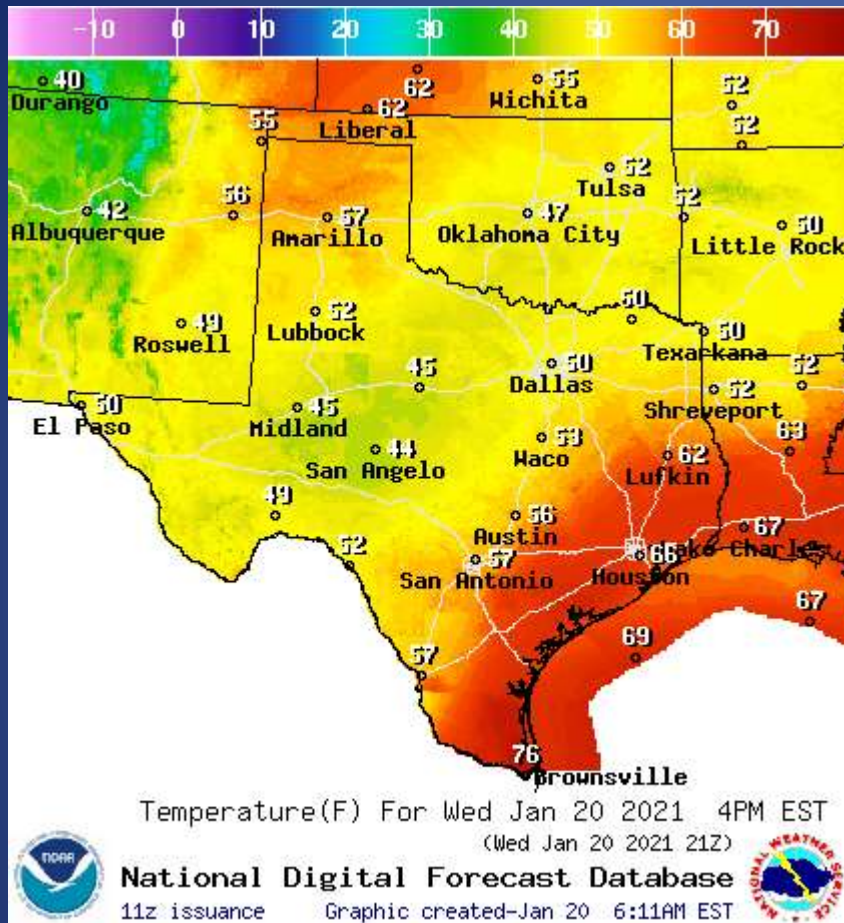 -10 0 10 20 30 40 50 60 70
40 62 55 52
Durango Wichita
62
Liberal
55 52
52
Tulsa
42 56 57 47 52 50
Albuquerque Amarillo Oklahoma City Little Rock
49 52 50 50
Roswell Lubbock Texarkana
45 50 52
Dallas 52
50 45 Shreveport
El Paso Midland
44 53 62 63
San Angelo Waco Lufkin
49 56 67
Austin
52 57 66 Lake Charles
San Antonio Houston
67
57 69
76
Brownsville
Temperature(F) For Wed Jan 20 2021 4PM EST
(Wed Jan 20 2021 21Z)
NOAA
NATIONAL WEATHER SERVICE
National Digital Forecast Database
11z issuance Graphic created-Jan 20 6:11AM EST